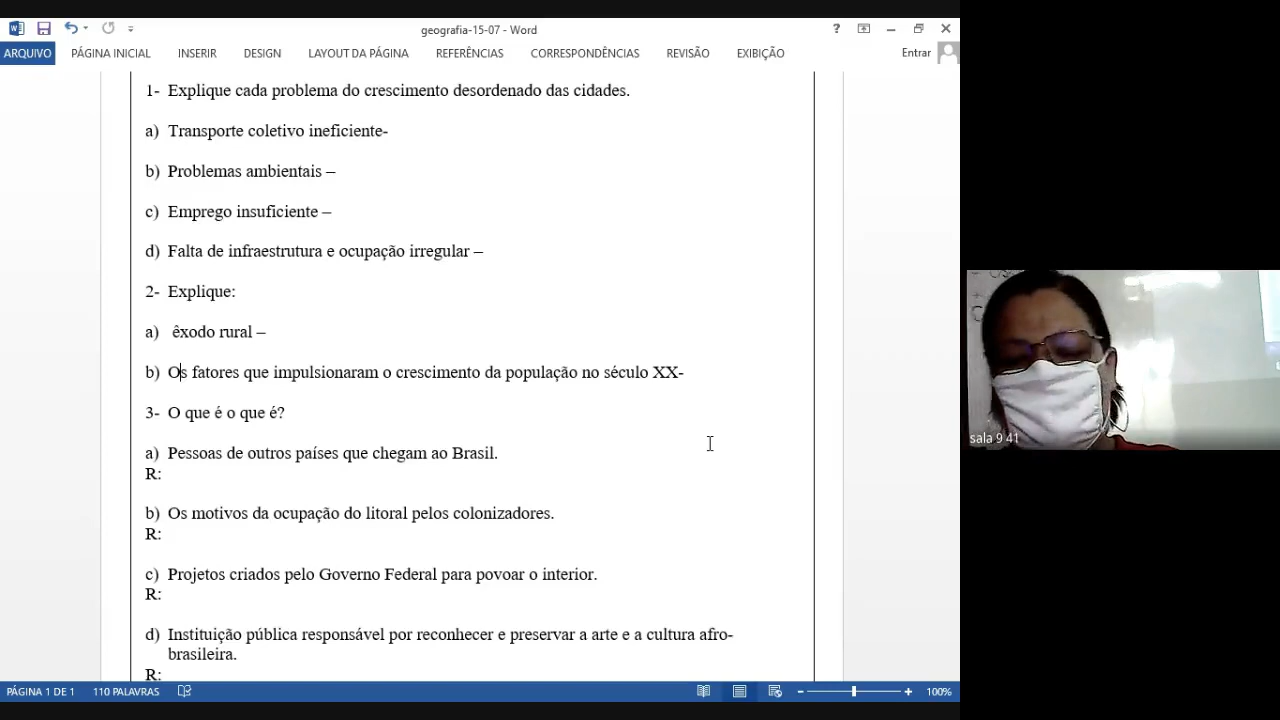 geografia-15-07 - Word
?
ARQUIVO PÁGINA INICIAL INSERIR DESIGN LAYOUT DA PÁGINA REFERÊNCIAS CORRESPONDÊNCIAS REVISÃO EXIBIÇÃO Entrar
1- Explique cada problema do crescimento desordenado das cidades.
a) Transporte coletivo ineficiente-
b) Problemas ambientais –
c) Emprego insuficiente –
d) Falta de infraestrutura e ocupação irregular –
2- Explique:
a) êxodo rural –
b) Os fatores que impulsionaram o crescimento da população no século XX-
3- O que é o que é?
a) Pessoas de outros países que chegam ao Brasil.
R:
b) Os motivos da ocupação do litoral pelos colonizadores.
R:
c) Projetos criados pelo Governo Federal para povoar o interior.
R:
d) Instituição pública responsável por reconhecer e preservar a arte e a cultura afro-
brasileira.
R:
PÁGINA 1 DE 1 110 PALAVRAS 100%
sala 9 41